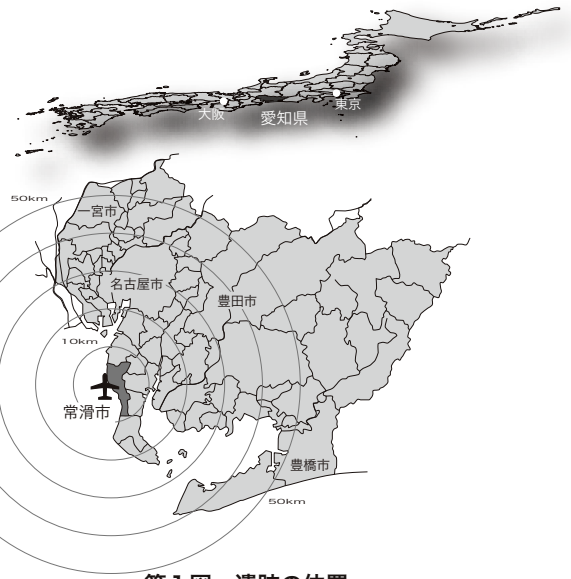 大阪
愛知県
東京
50km
一宮市
名古屋市
豊田市
10km
常滑市
豊橋市
50km
第1図 遺跡の位置